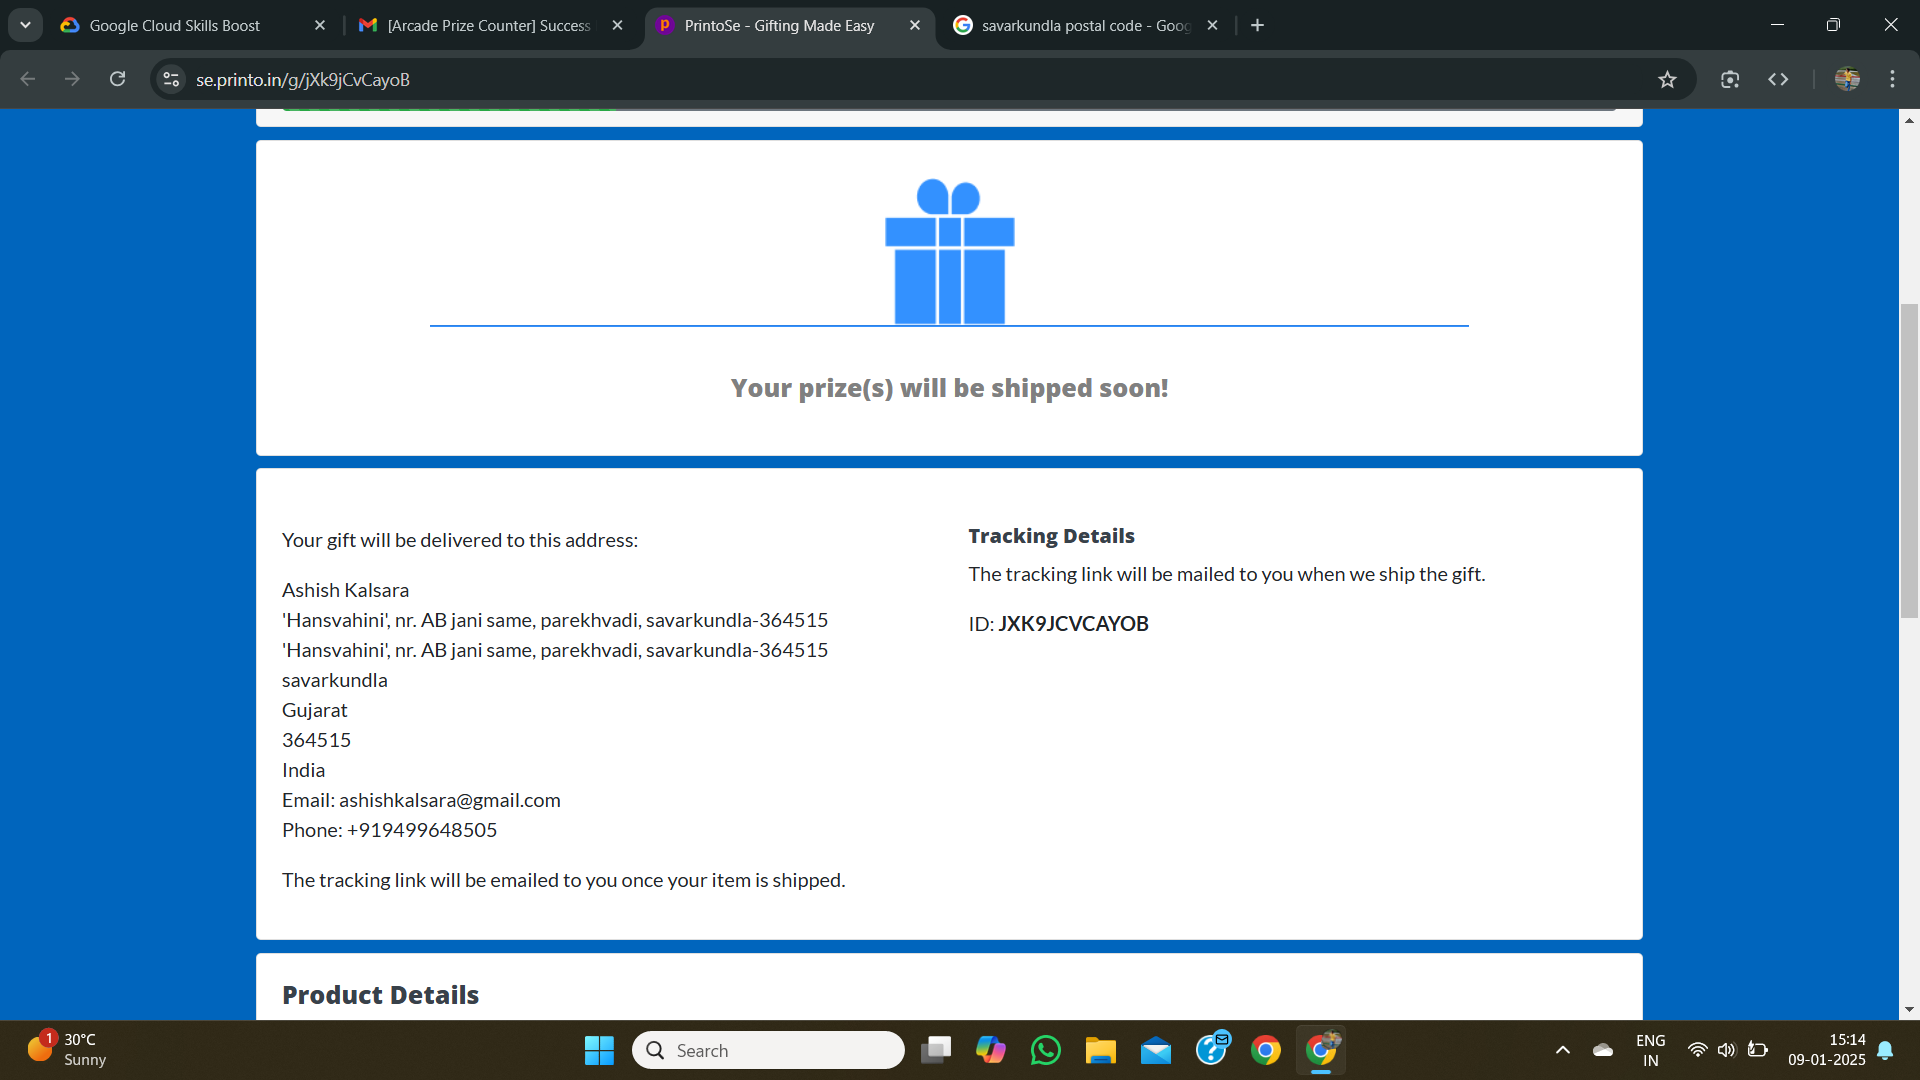 Google Cloud Skills Boost
[Arcade Prize Counter] Success
PrintoSe - Gifting Made Easy
savarkundla postal code - Goog
se.printo.in/g/jXk9jCvCayoB
Your prize(s) will be shipped soon!
Your gift will be delivered to this address:
Ashish Kalsara
'Hansvahini', nr. AB jani same, parekhvadi, savarkundla-364515
'Hansvahini', nr. AB jani same, parekhvadi, savarkundla-364515
savarkundla
Gujarat
364515
India
Email: ashishkalsara@gmail.com
Phone: +919499648505
The tracking link will be emailed to you once your item is shipped.
Tracking Details
The tracking link will be mailed to you when we ship the gift.
ID: JXK9JCVCAYOB
Product Details
1
30°C
Sunny
Search
ENG
IN
15:14
09-01-2025